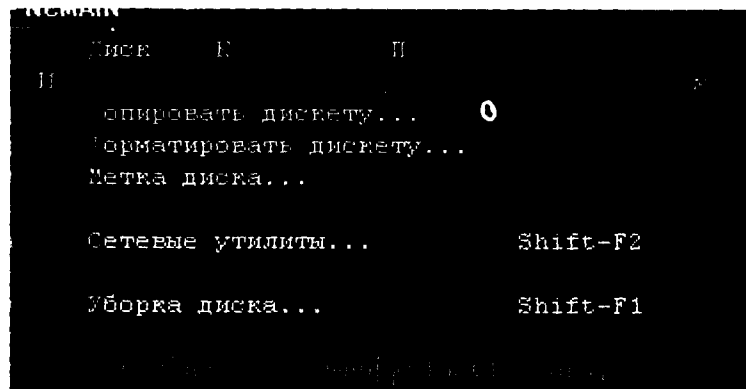 NCMAIN
Диск К П
опировать дискету...
орматировать дискету...
Метка диска...
Сетевые утилиты... Shift-F2
Уборка диска... Shift-F1